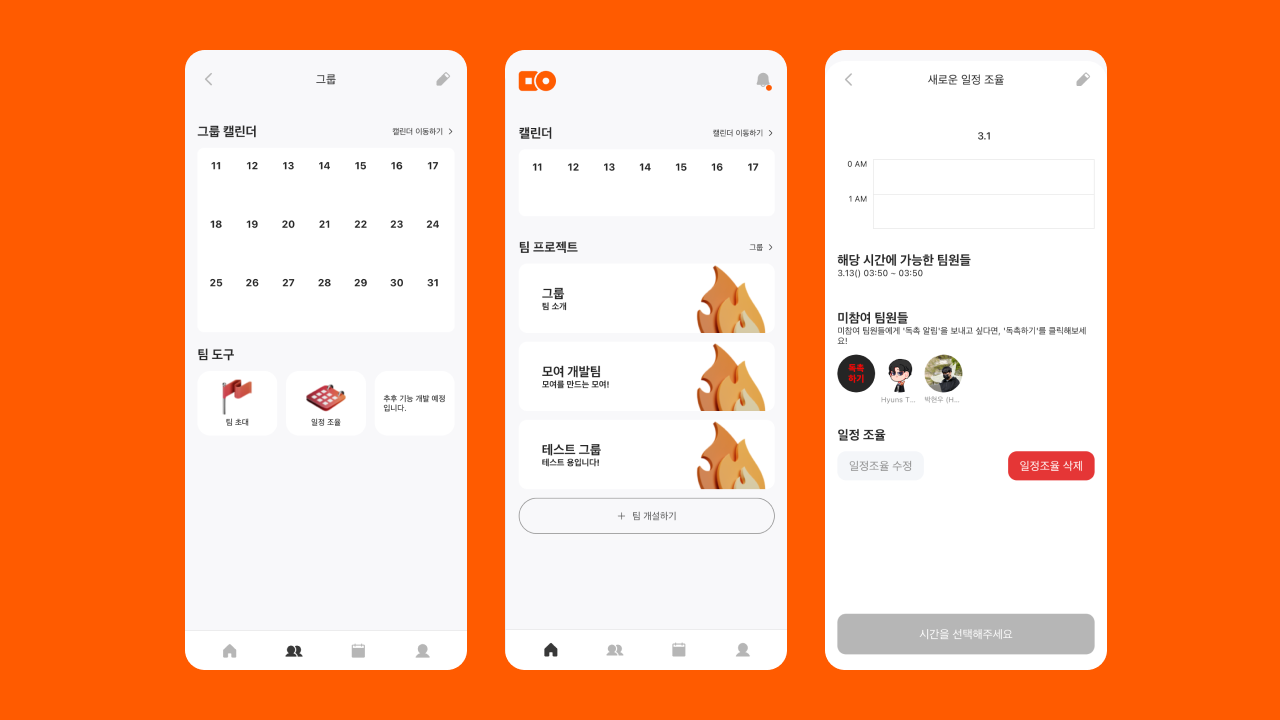 그룹
그룹 캘린더
캘린더 이동하기
11 12 13 14 15 16 17
18 19 20 21 22 23 24
25 26 27 28 29 30 31
팀 도구
팀 초대
일정 조율
추후 기능 개발 예정
입니다.
캘린더
캘린더 이동하기
11 12 13 14 15 16 17
팀 프로젝트
그룹
그룹
팀 소개
모여 개발팀
모여를 만드는 모여!
테스트 그룹
테스트 용입니다!
+ 팀 개설하기
새로운 일정 조율
3.1
0 AM
1 AM
해당 시간에 가능한 팀원들
3.13() 03:50 ~ 03:50
미참여 팀원들
미참여 팀원들에게 '독촉 알림'을 보내고 싶다면, '독촉하기'를 클릭해보세
요!
독촉
하기
Hyuns T...
박현우 (H...
일정 조율
일정조율 수정
일정조율 삭제
시간을 선택해주세요